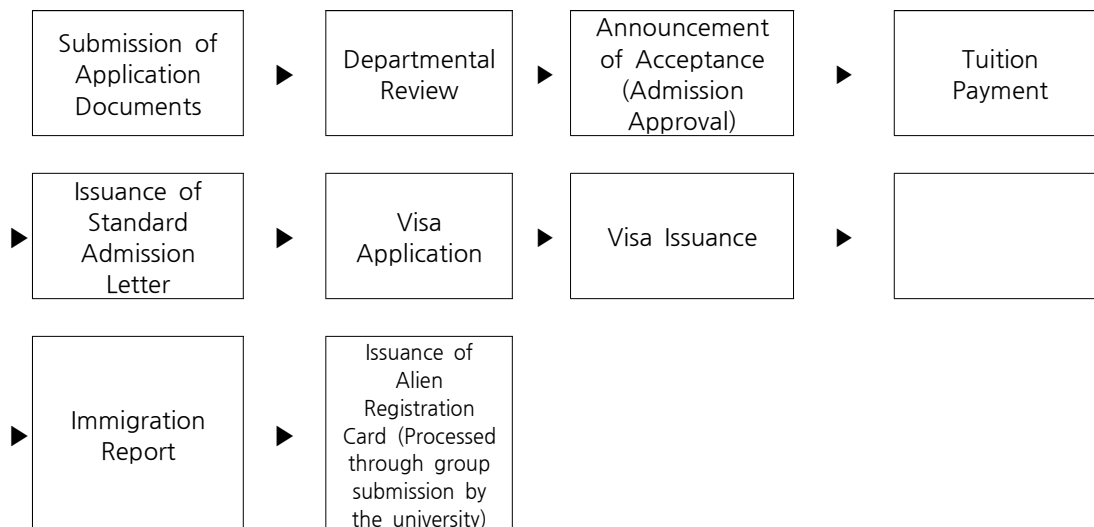 Submission of
Application
Documents
▶
Departmental
Review
▶
Announcement
of Acceptance
(Admission
Approval)
▶
Tuition
Payment
▶
Issuance of
Standard
Admission
Letter
▶
Visa
Application
▶
Visa Issuance
▶
▶
Immigration
Report
▶
Issuance of
Alien
Registration
Card (Processed
through group
submission by
the university)